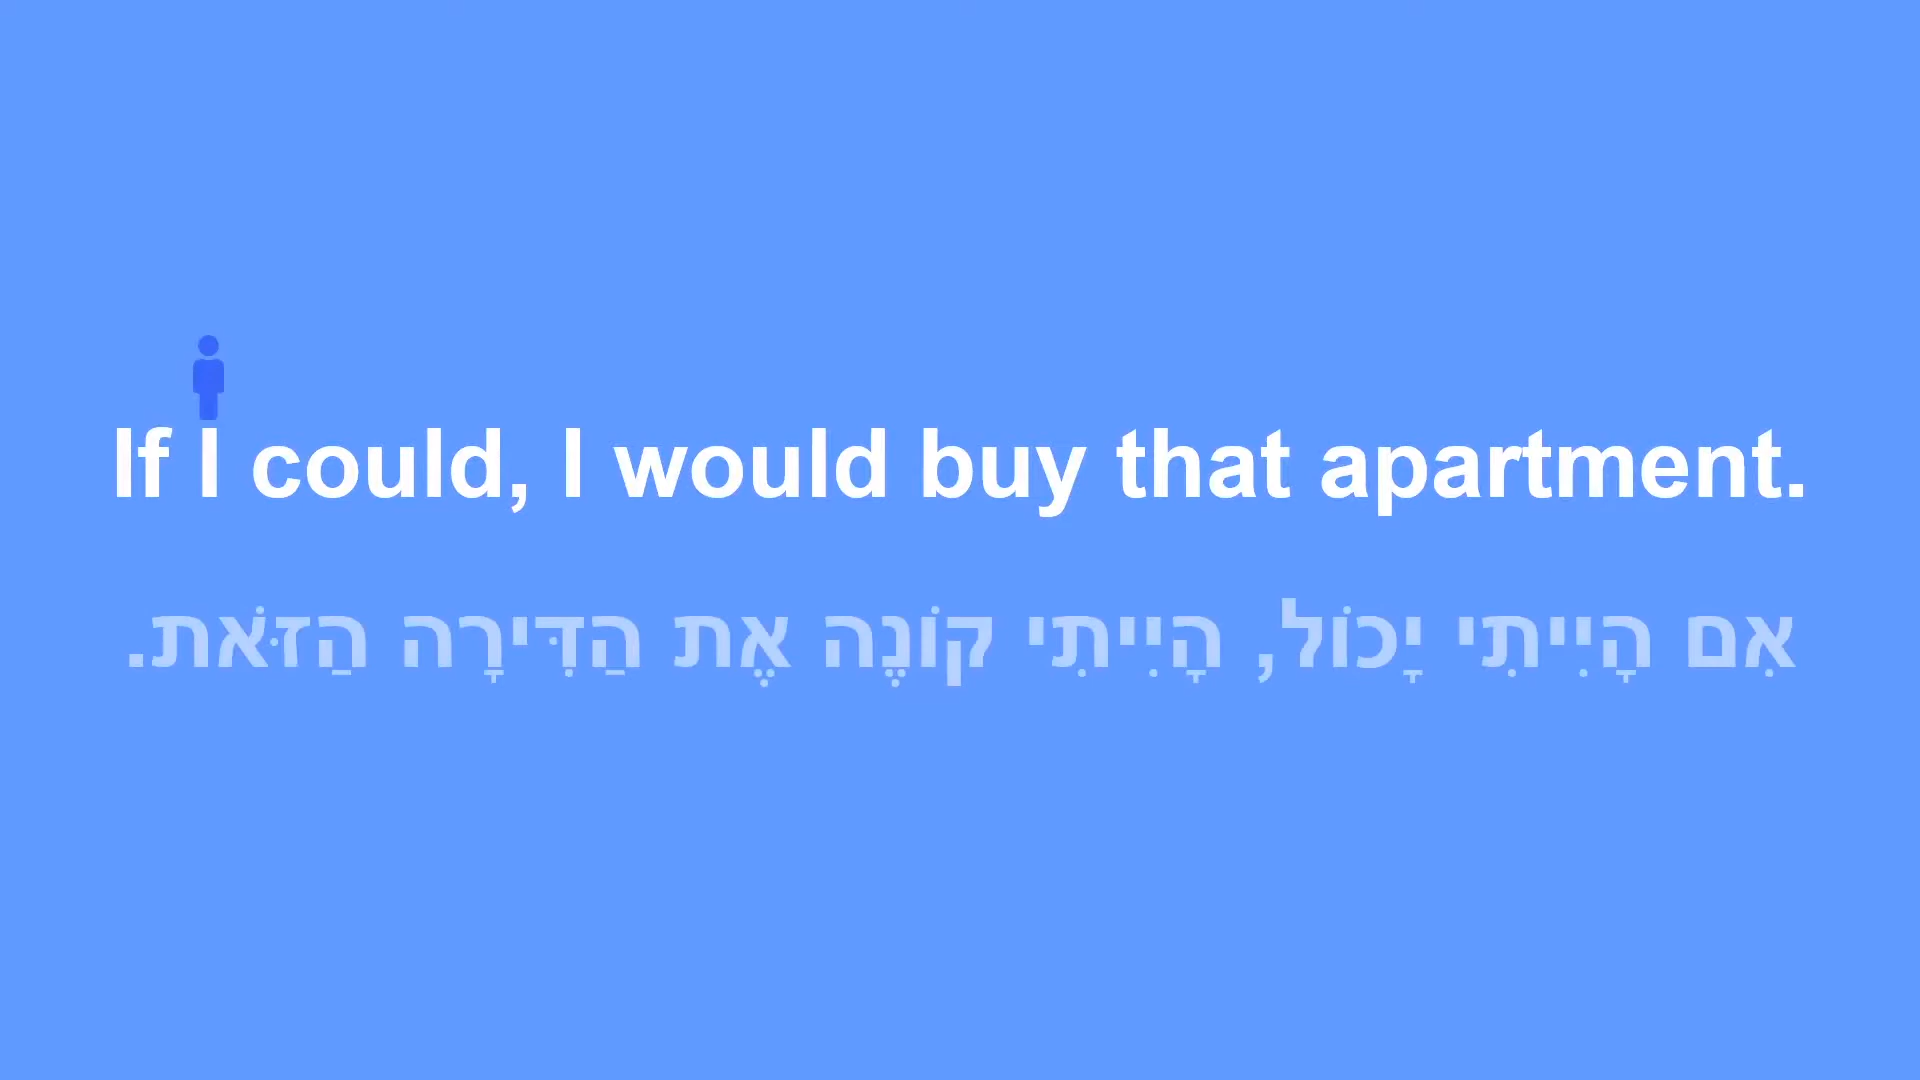 If I could, I would buy that apartment.
אִם הָיִיתִי יָכוֹל, הָיִיתִי קוֹנֶה אֶת הַדִּירָה הַזֹּאת.